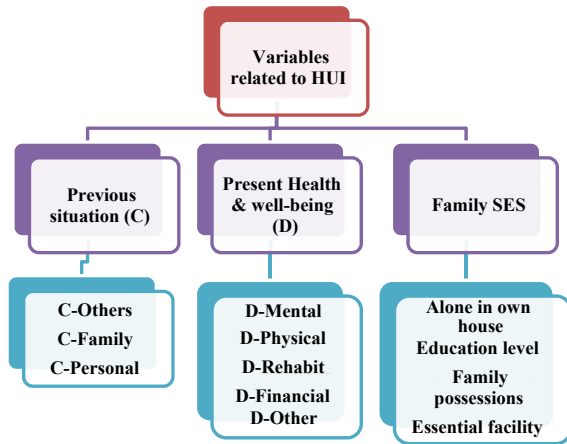 Variables
related to HUI
Previous
situation (C)
Present Health
& well-being
(D)
Family SES
C-Others
C-Family
C-Personal
D-Mental
D-Physical
D-Rehabit
D-Financial
D-Other
Alone in own
house
Education level
Family
possessions
Essential facility